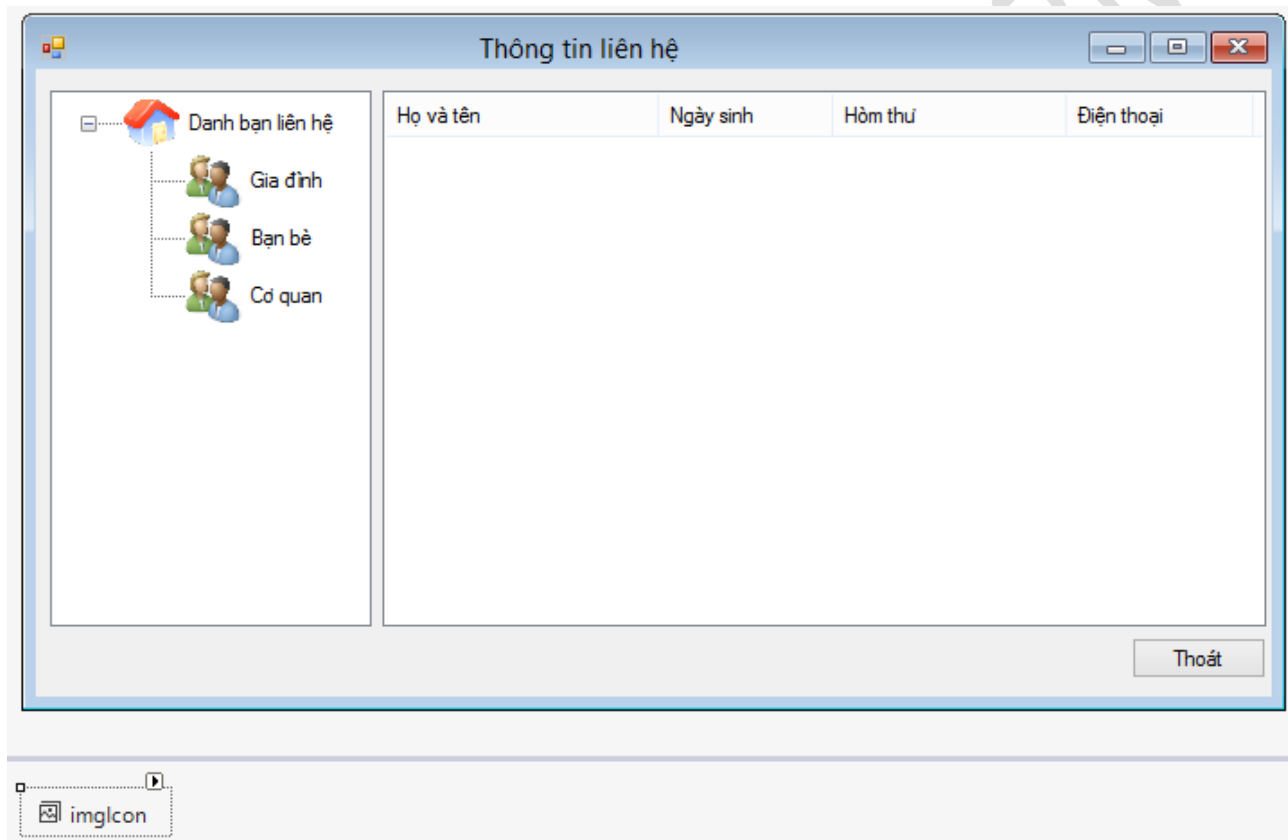 Thông tin liên hệ
Danh bạn liên hệ
Gia đình
Bạn bè
Cơ quan
Họ và tên Ngày sinh Hòm thư Điện thoại
Thoát
imgIcon